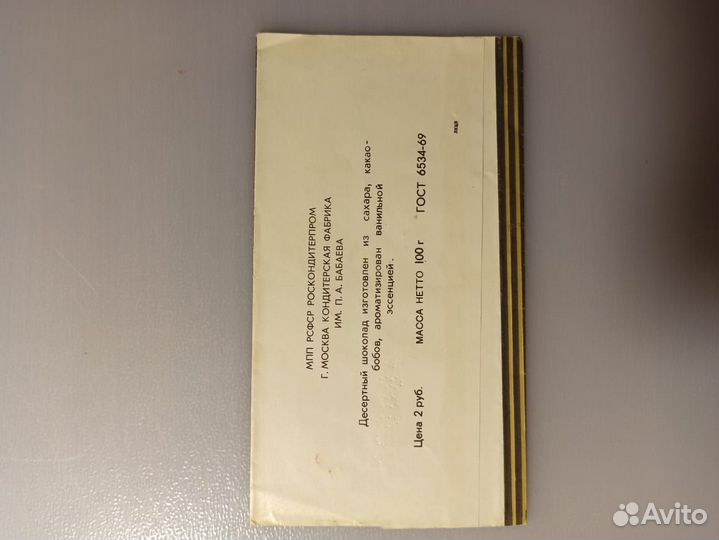 МПП РСФСР РОСКОНДИТЕРПРОМ
Г. МОСКВА КОНДИТЕРСКАЯ ФАБРИКА
ИМ. П. А. БАБАЕВА
Десертный шоколад изготовлен из сахара, какао-
бобов, ароматизирован ванильной
эссенцией.
Цена 2 руб. МАССА НЕТТО 100 г ГОСТ 6534-69
Avito